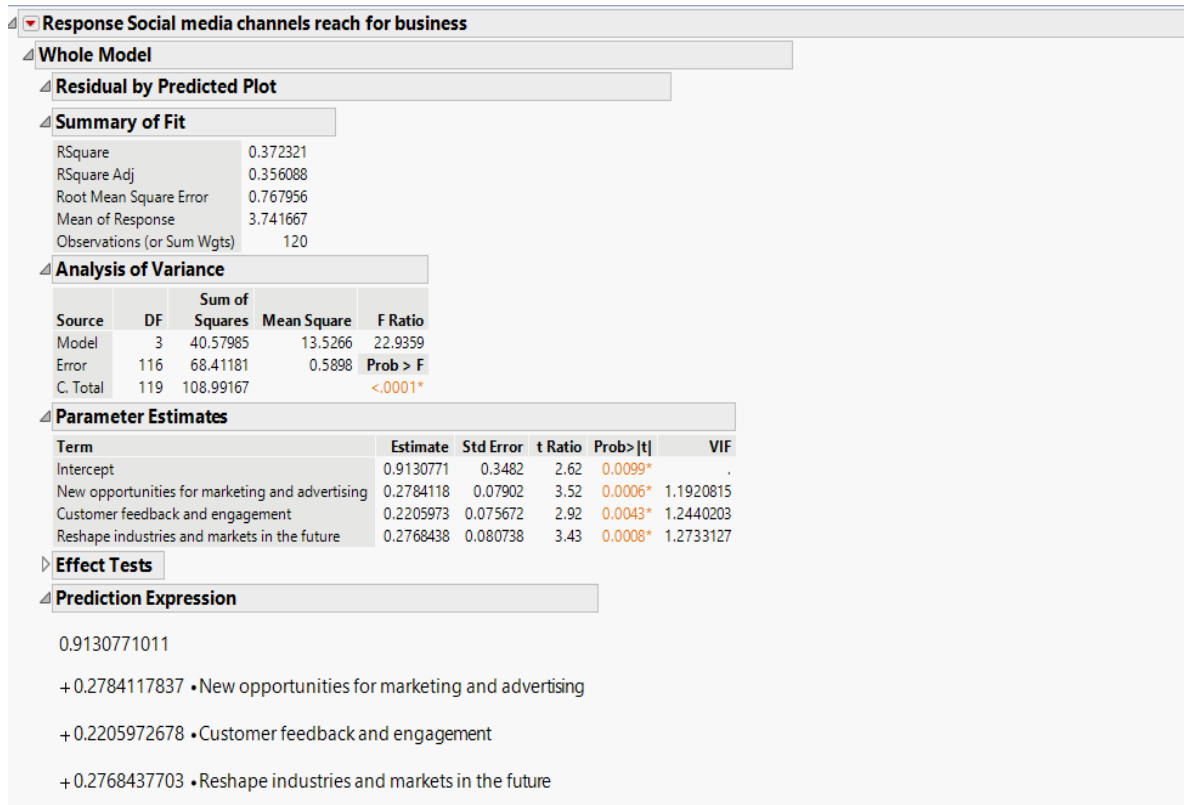 Response Social media channels reach for business
Whole Model
Residual by Predicted Plot
Summary of Fit
RSquare 0.372321
RSquare Adj 0.356088
Root Mean Square Error 0.767956
Mean of Response 3.741667
Observations (or Sum Wgts) 120
Analysis of Variance
Sum of
Source DF Squares Mean Square F Ratio
Model 3 40.57985 13.5266 22.9359
Error 116 68.41181 0.5898 Prob > F
C. Total 119 108.99167 <.0001*
Parameter Estimates
Term Estimate Std Error t Ratio Prob>|t| VIF
Intercept 0.9130771 0.3482 2.62 0.0099* .
New opportunities for marketing and advertising 0.2784118 0.07902 3.52 0.0006* 1.1920815
Customer feedback and engagement 0.2205973 0.075672 2.92 0.0043* 1.2440203
Reshape industries and markets in the future 0.2768438 0.080738 3.43 0.0008* 1.2733127
Effect Tests
Prediction Expression
0.9130771011
+ 0.2784117837 • New opportunities for marketing and advertising
+ 0.2205972678 • Customer feedback and engagement
+ 0.2768437703 • Reshape industries and markets in the future